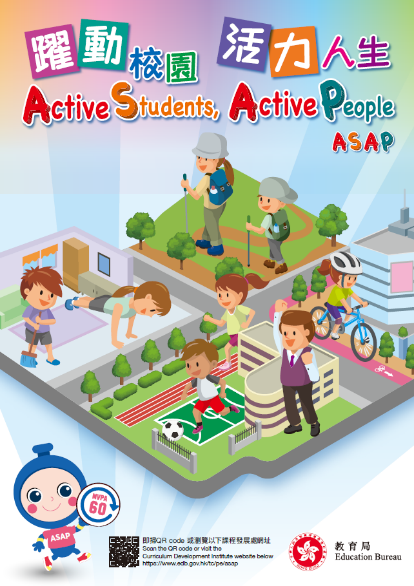 躍動校園 活力人生
Active Students, Active People
ASAP
MVPA
60
ASAP
即掃QR code 或瀏覽以下課程發展處網址
Scan the QR code or visit the
Curriculum Development Institute website below
https://www.edb.gov.hk/tc/pe/asap
教育局
Education Bureau